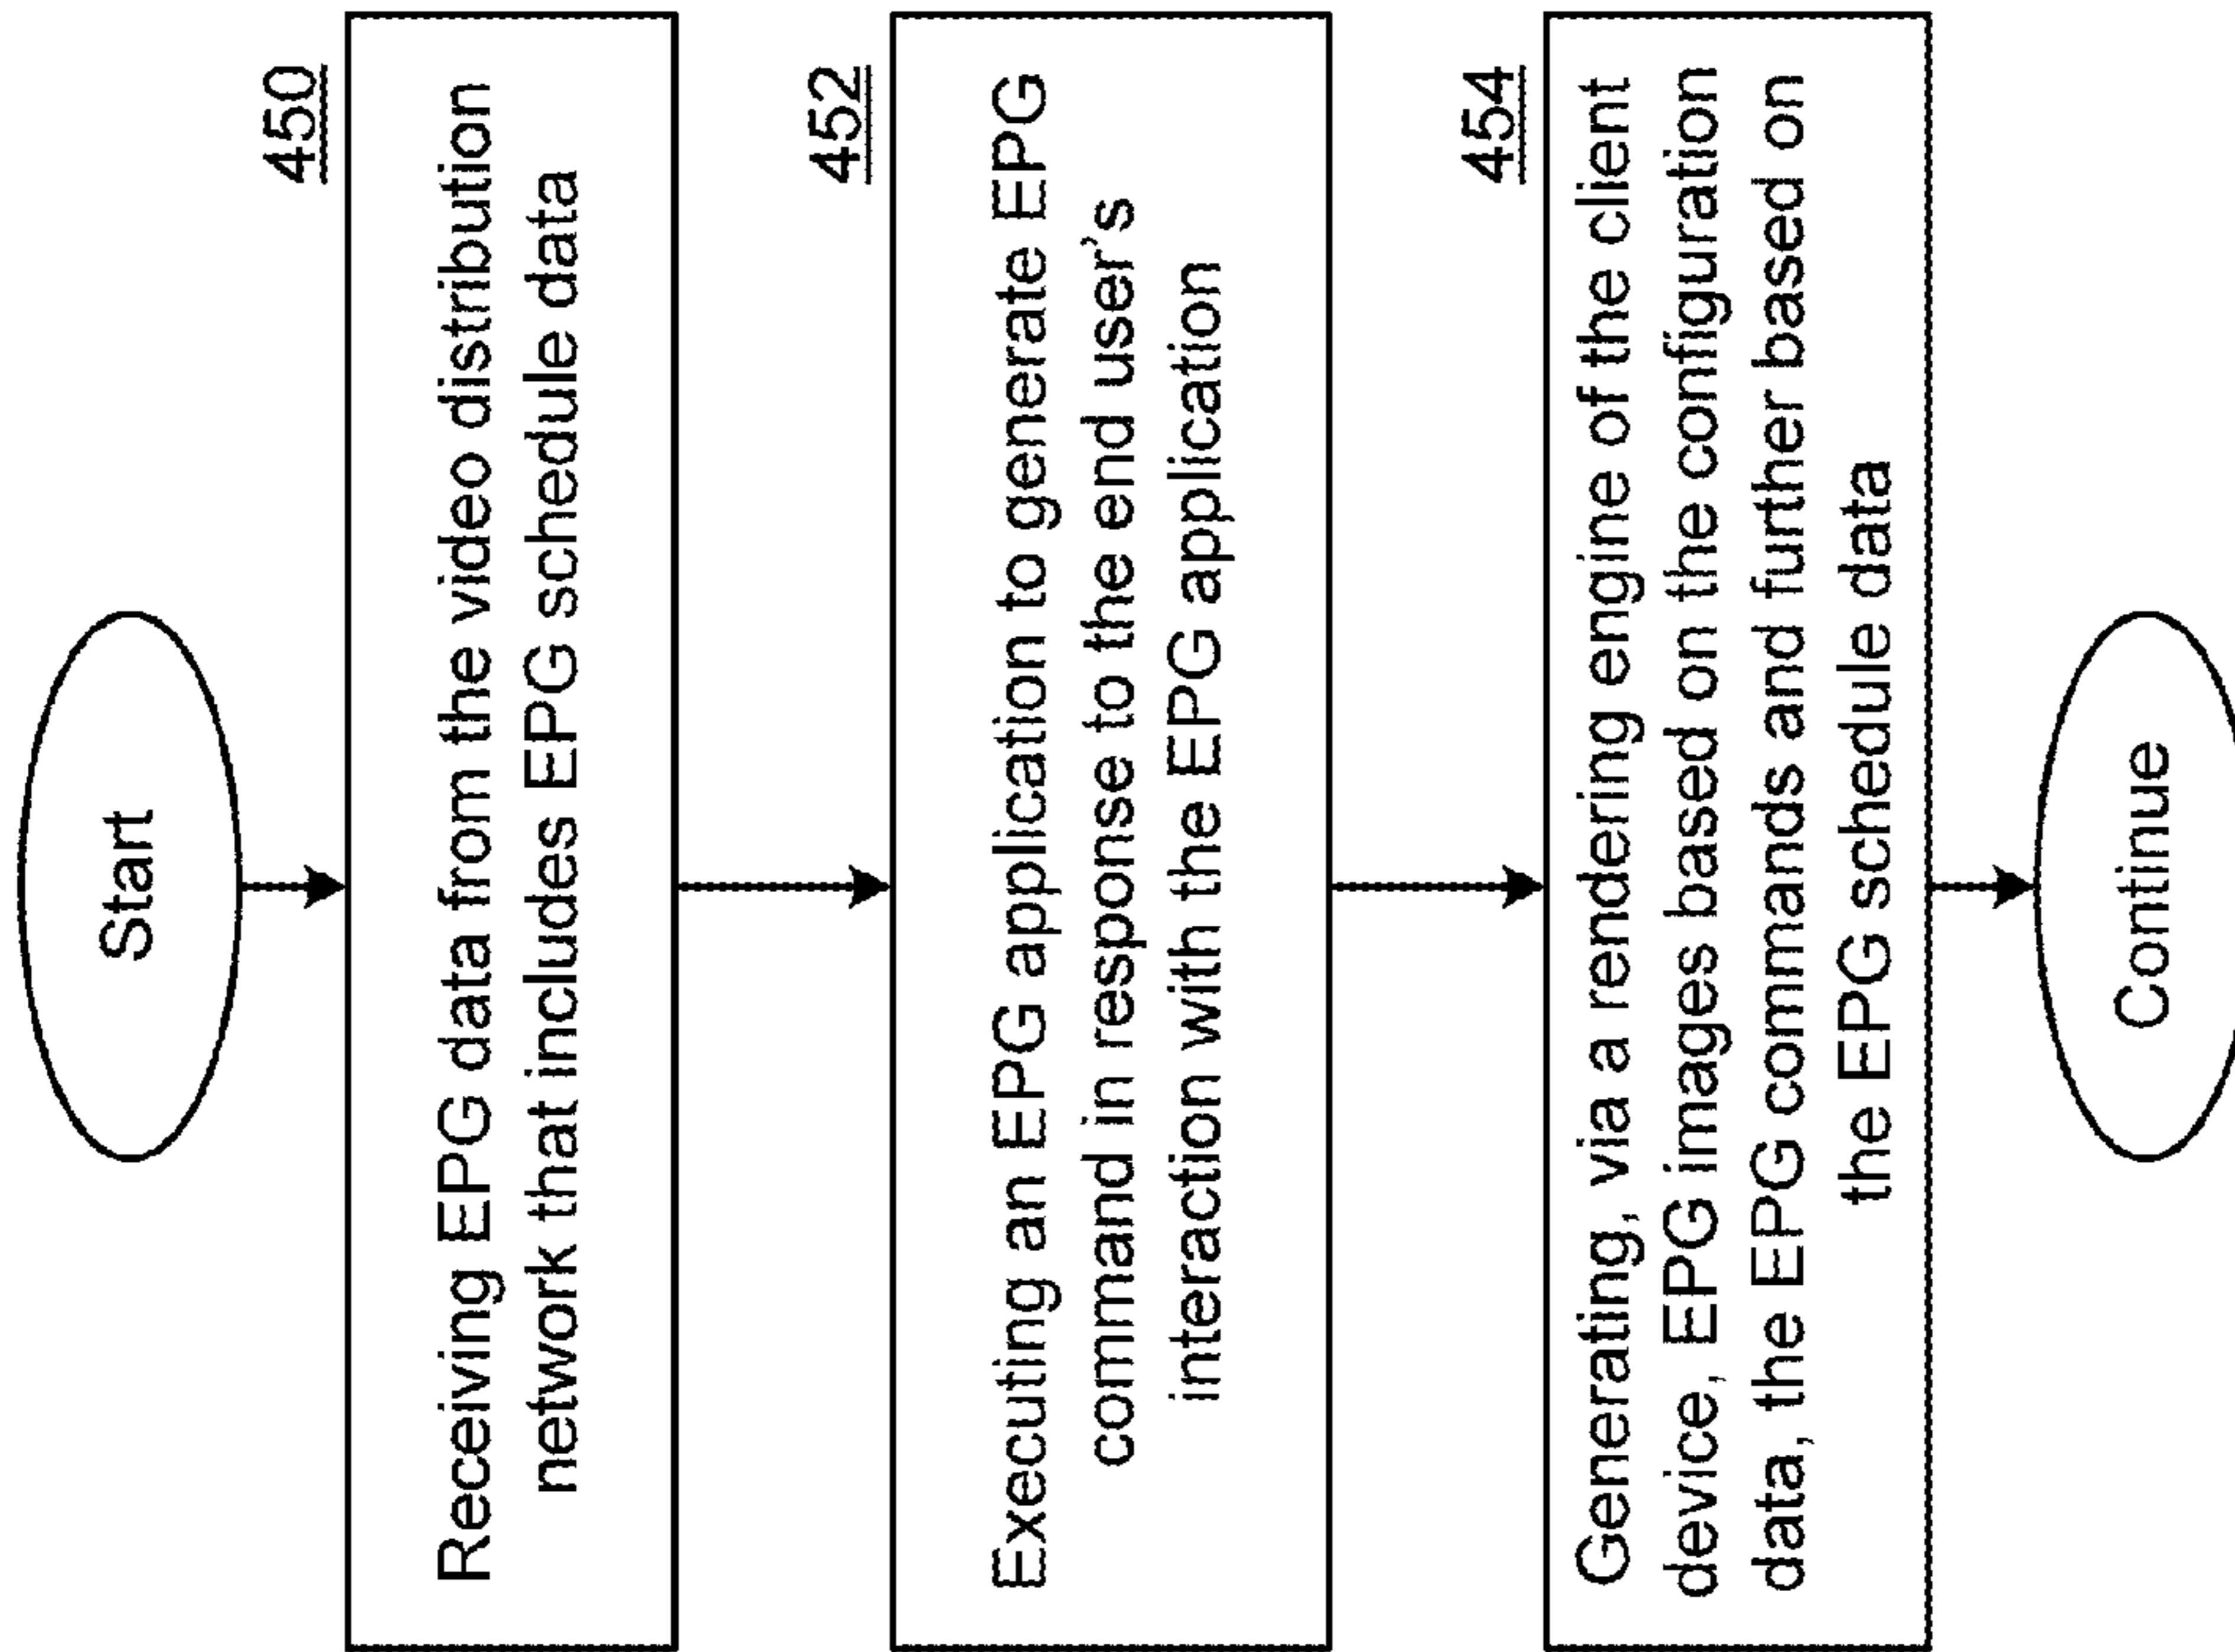 Start
450
Receiving EPG data from the video distribution
network that includes EPG schedule data
452
Executing an EPG application to generate EPG
command in response to the end user's
interaction with the EPG application
454
Generating, via a rendering engine of the client
device, EPG images based on the configuration
data, the EPG commands and further based on
the EPG schedule data
Continue